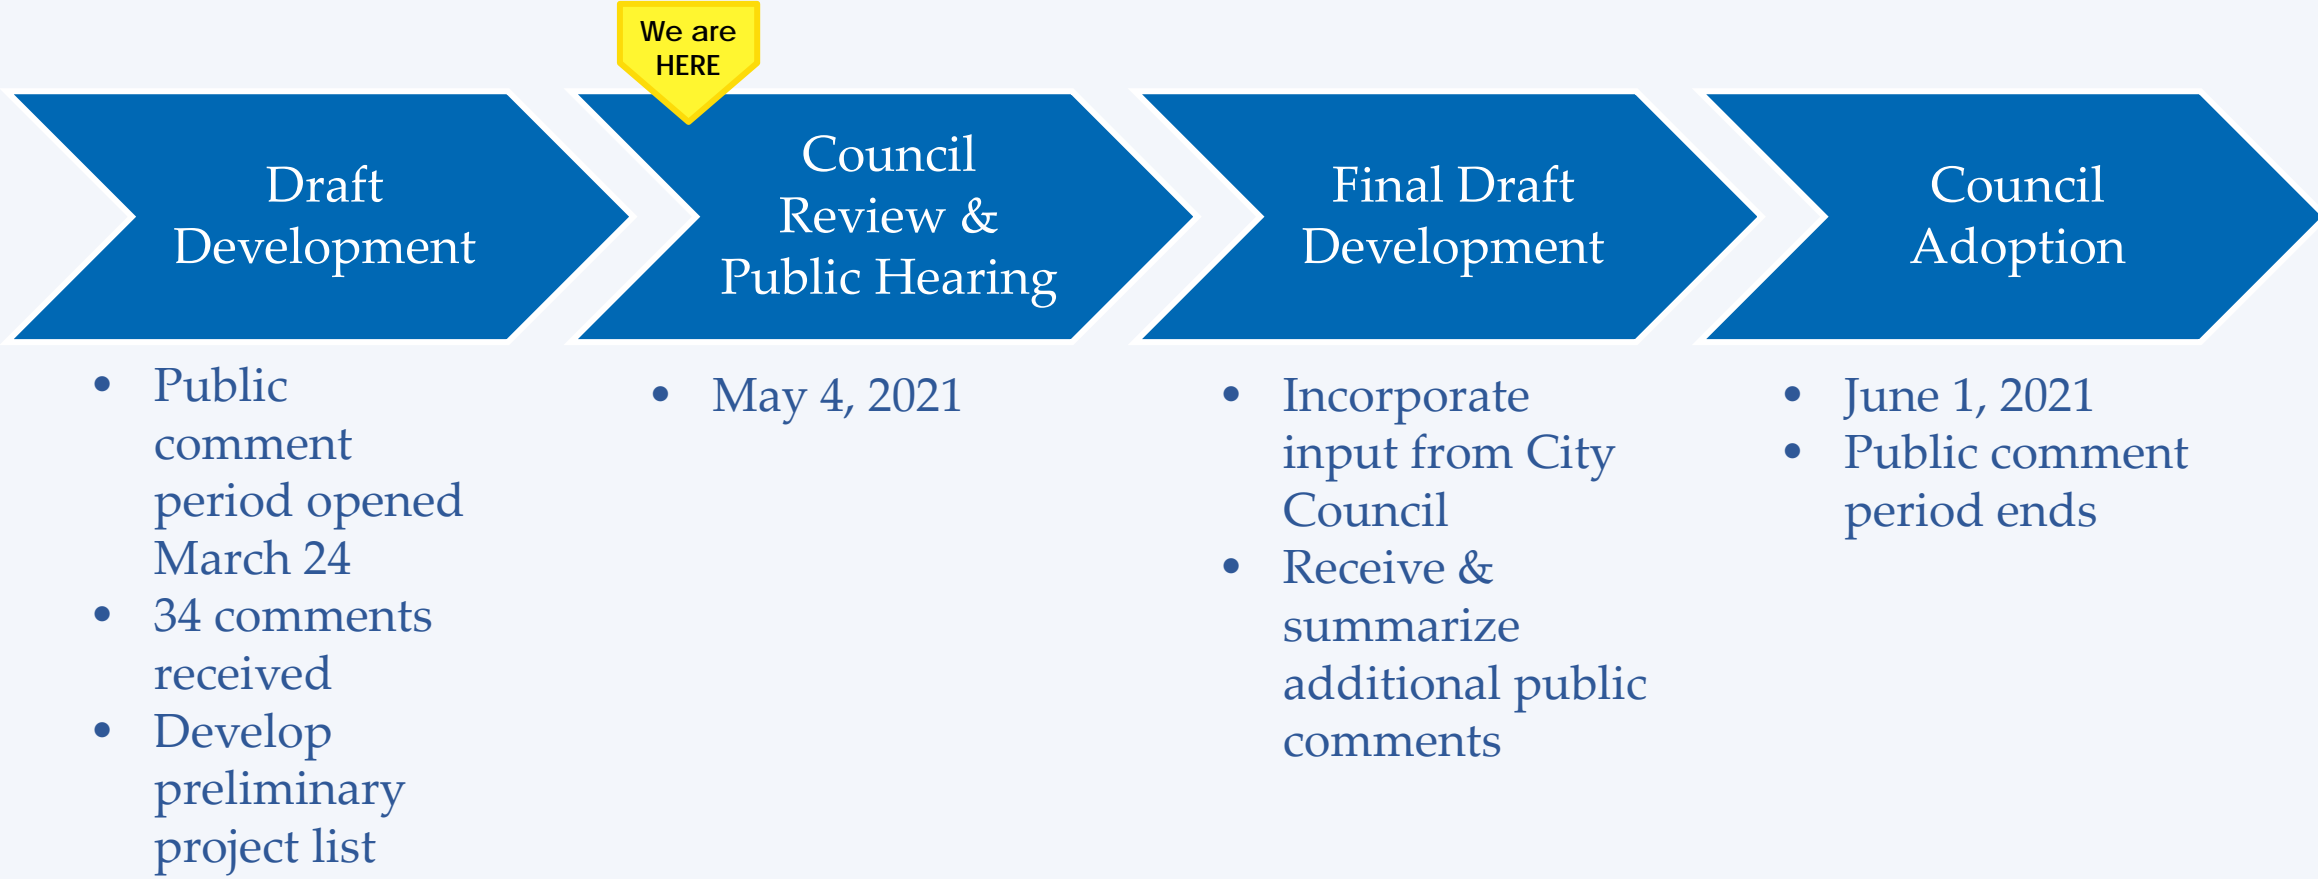 We are
HERE
Draft
Development
Council
Review &
Public Hearing
Final Draft
Development
Council
Adoption
• Public
comment
period opened
March 24
• 34 comments
received
• Develop
preliminary
project list
• May 4, 2021
• Incorporate
input from City
Council
• Receive &
summarize
additional public
comments
• June 1, 2021
• Public comment
period ends